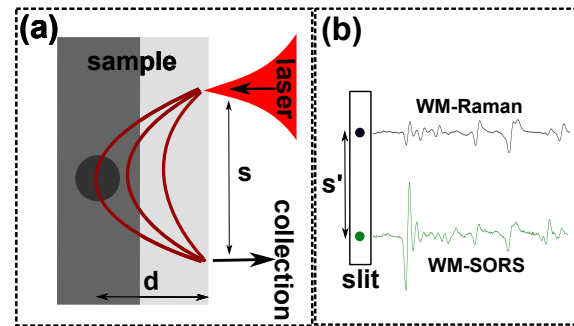 (a)
sample
laser
s
collection
d
(b)
WM-Raman
s'
WM-SORS
slit